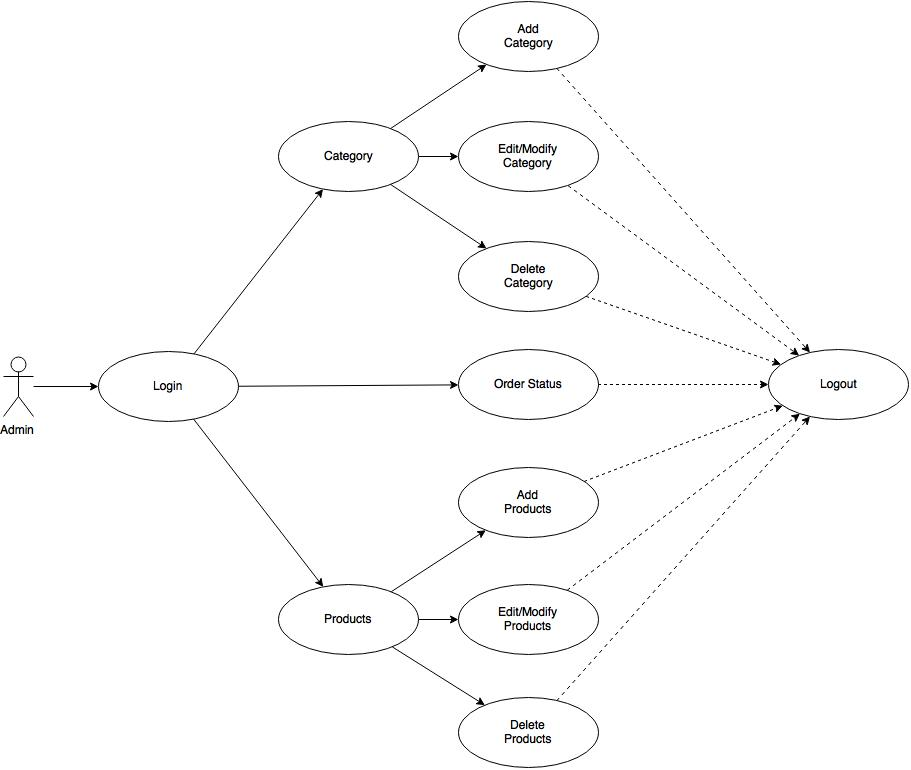 Add
Category
Category
Edit/Modify
Category
Delete
Category
Admin
Login
Order Status
Logout
Add
Products
Products
Edit/Modify
Products
Delete
Products